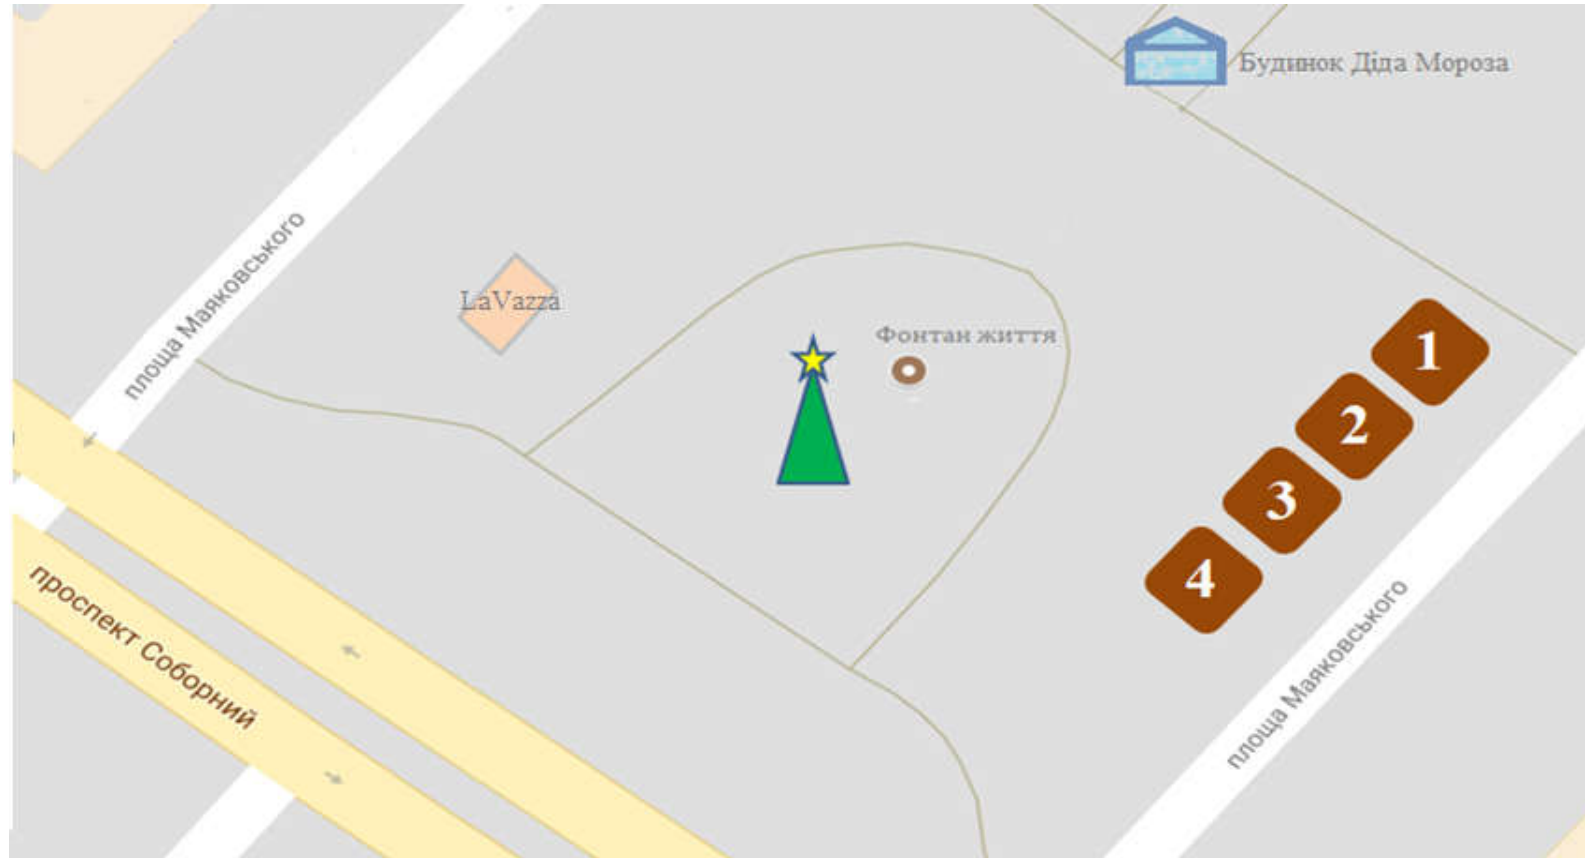 Будинок Діда Мороза
площа Маяковського
LaVazza
Фонтан життя
1
2
3
4
проспект Соборний
площа Маяковського